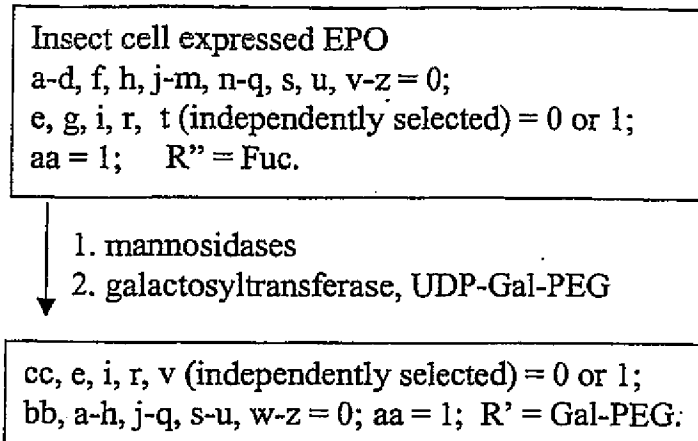 Insect cell expressed EPO
a-d, f, h, j-m, n-q, s, u, v-z = 0;
e, g, i, r, t (independently selected) = 0 or 1;
aa = 1; R” = Fuc.
1. mannosidases
2. galactosyltransferase, UDP-Gal-PEG
cc, e, i, r, v (independently selected) = 0 or 1;
bb, a-h, j-q, s-u, w-z = 0; aa = 1; R’ = Gal-PEG.